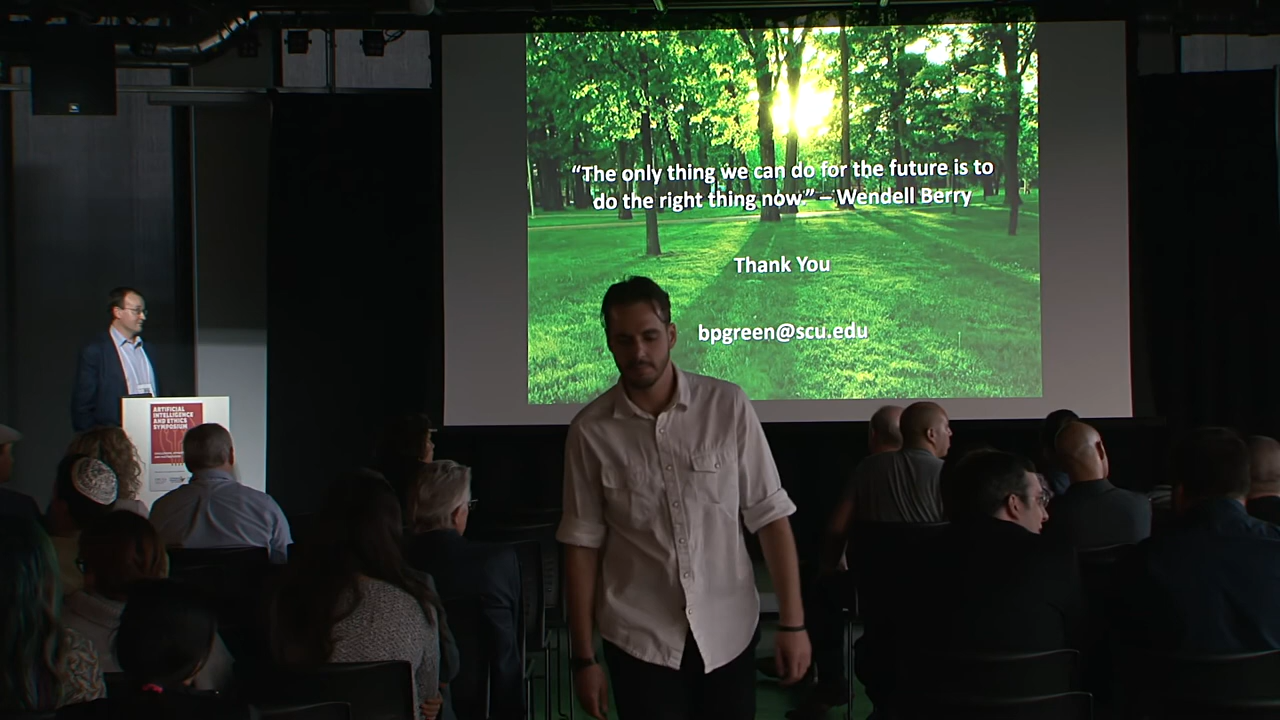 “The only thing we can do for the future is to
do the right thing now.” – Wendell Berry
Thank You
bpgreen@scu.edu
ARTIFICIAL
INTELLIGENCE
AND ETHICS
SYMPOSIUM